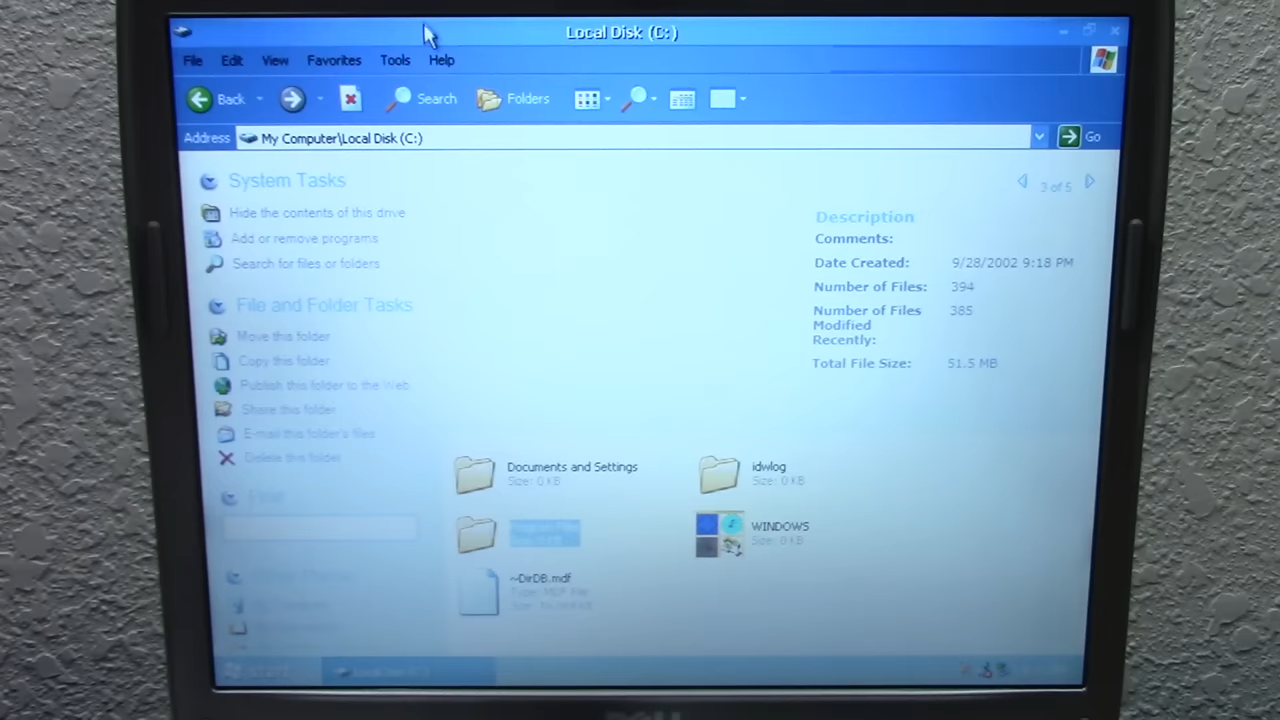 Local Disk (C:)
File Edit View Favorites Tools Help
Back Search Folders
Address My Computer\Local Disk (C:) Go
System Tasks
Hide the contents of this drive
Add or remove programs
Search for files or folders
File and Folder Tasks
Move this folder
Copy this folder
Publish this folder to the Web
Share this folder
E-mail this folder's files
Delete this folder
3 of 5
Description
Comments:
Date Created: 9/28/2002 9:18 PM
Number of Files: 394
Number of Files Modified Recently: 385
Total File Size: 51.5 MB
Documents and Settings
Size: 0 KB
idwlog
Size: 0 KB
WINDOWS
Size: 0 KB
~DirDB.mdf
Type: MDF File